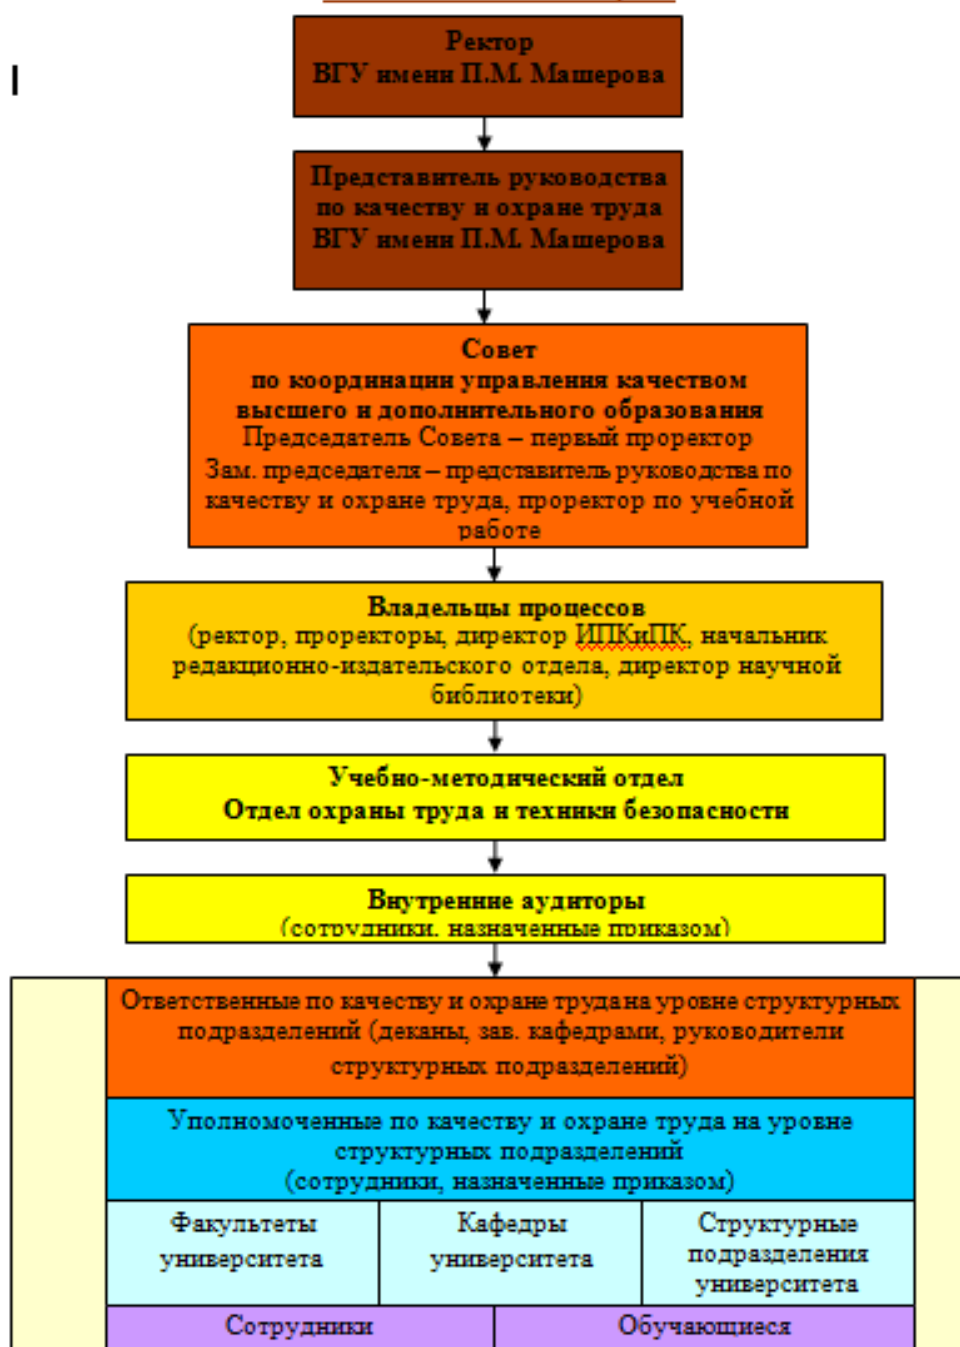 Ректор
ВГУ имени П.М. Машерова
Представитель руководства
по качеству и охране труда
ВГУ имени П.М. Машерова
Совет
по координации управления качеством
высшего и дополнительного образования
Председатель Совета – первый проректор
Зам. председателя – представитель руководства по
качеству и охране труда, проректор по учебной
работе
Владельцы процессов
(ректор, проректоры, директор ИПКиПК, начальник
редакционно-издательского отдела, директор научной
библиотеки)
Учебно-методический отдел
Отдел охраны труда и техники безопасности
Внутренние аудиторы
(сотрудники, назначенные приказом)
Ответственные по качеству и охране труда на уровне структурных
подразделений (деканы, зав. кафедрами, руководители
структурных подразделений)
Уполномоченные по качеству и охране труда на уровне
структурных подразделений
(сотрудники, назначенные приказом)
Факультеты
университета
Кафедры
университета
Структурные
подразделения
университета
Сотрудники
Обучающиеся